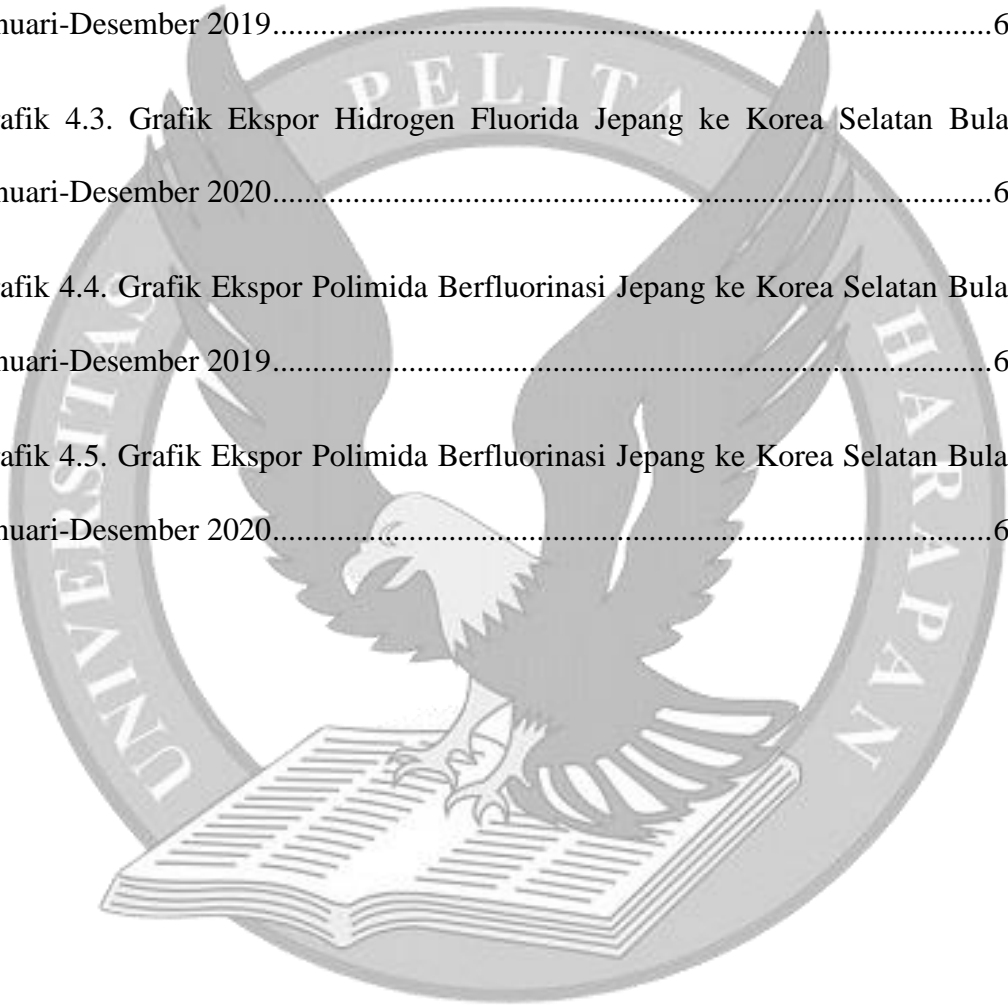 nuari-Desember 2019..........................................................................................6
afik 4.3. Grafik Ekspor Hidrogen Fluorida Jepang ke Korea Selatan Bula
nuari-Desember 2020..........................................................................................6
afik 4.4. Grafik Ekspor Polimida Berfluorinasi Jepang ke Korea Selatan Bula
nuari-Desember 2019..........................................................................................6
afik 4.5. Grafik Ekspor Polimida Berfluorinasi Jepang ke Korea Selatan Bula
nuari-Desember 2020..........................................................................................6
UNIVERSITAS PELITA HARAPAN